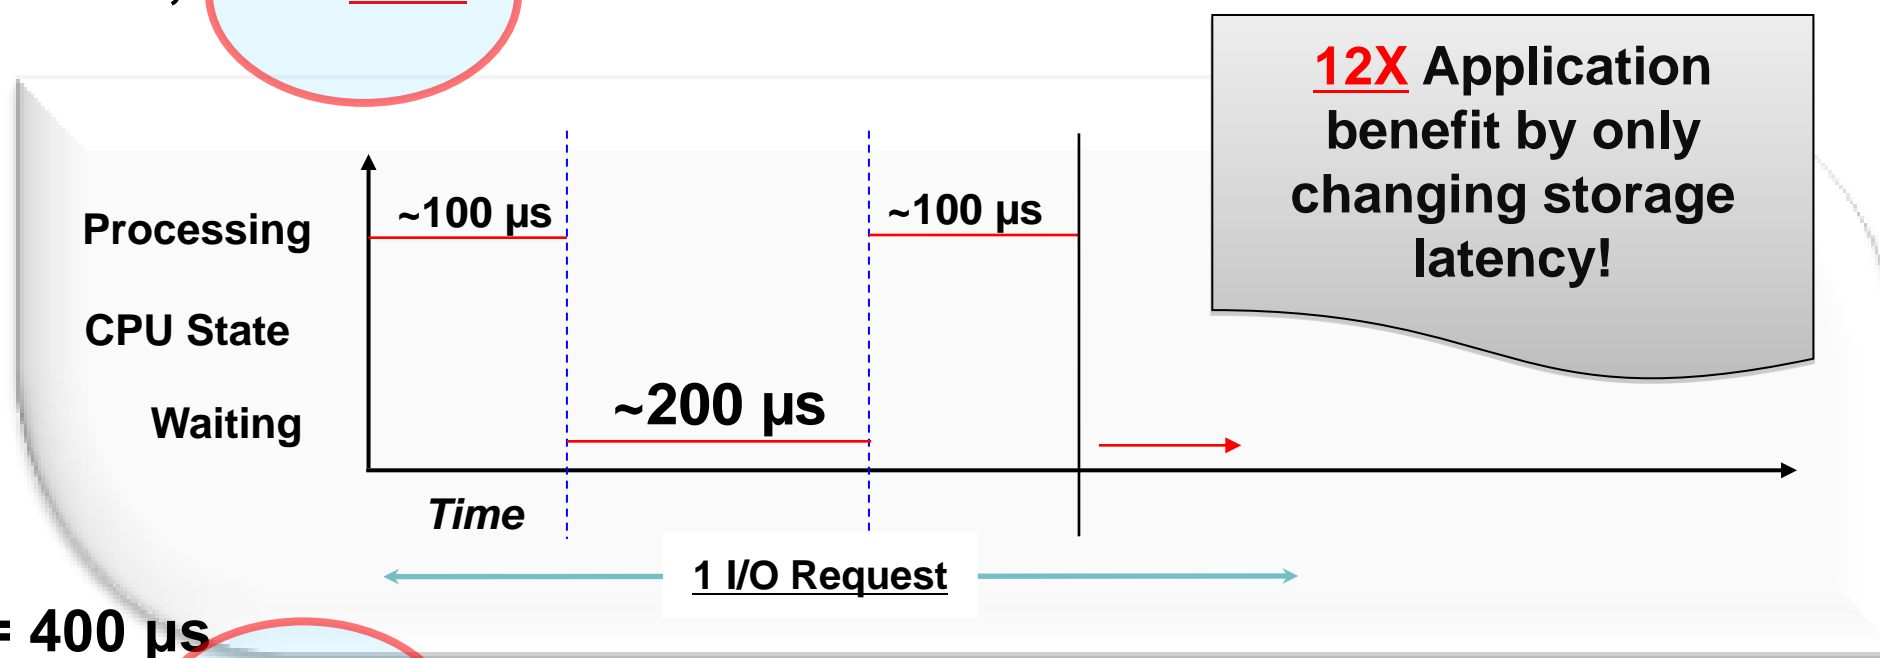 12X Application
benefit by only
changing storage
latency!
~100 µs
~100 µs
Processing
CPU State
~200 µs
Waiting
Time
1 I/O Request
= 400 µs